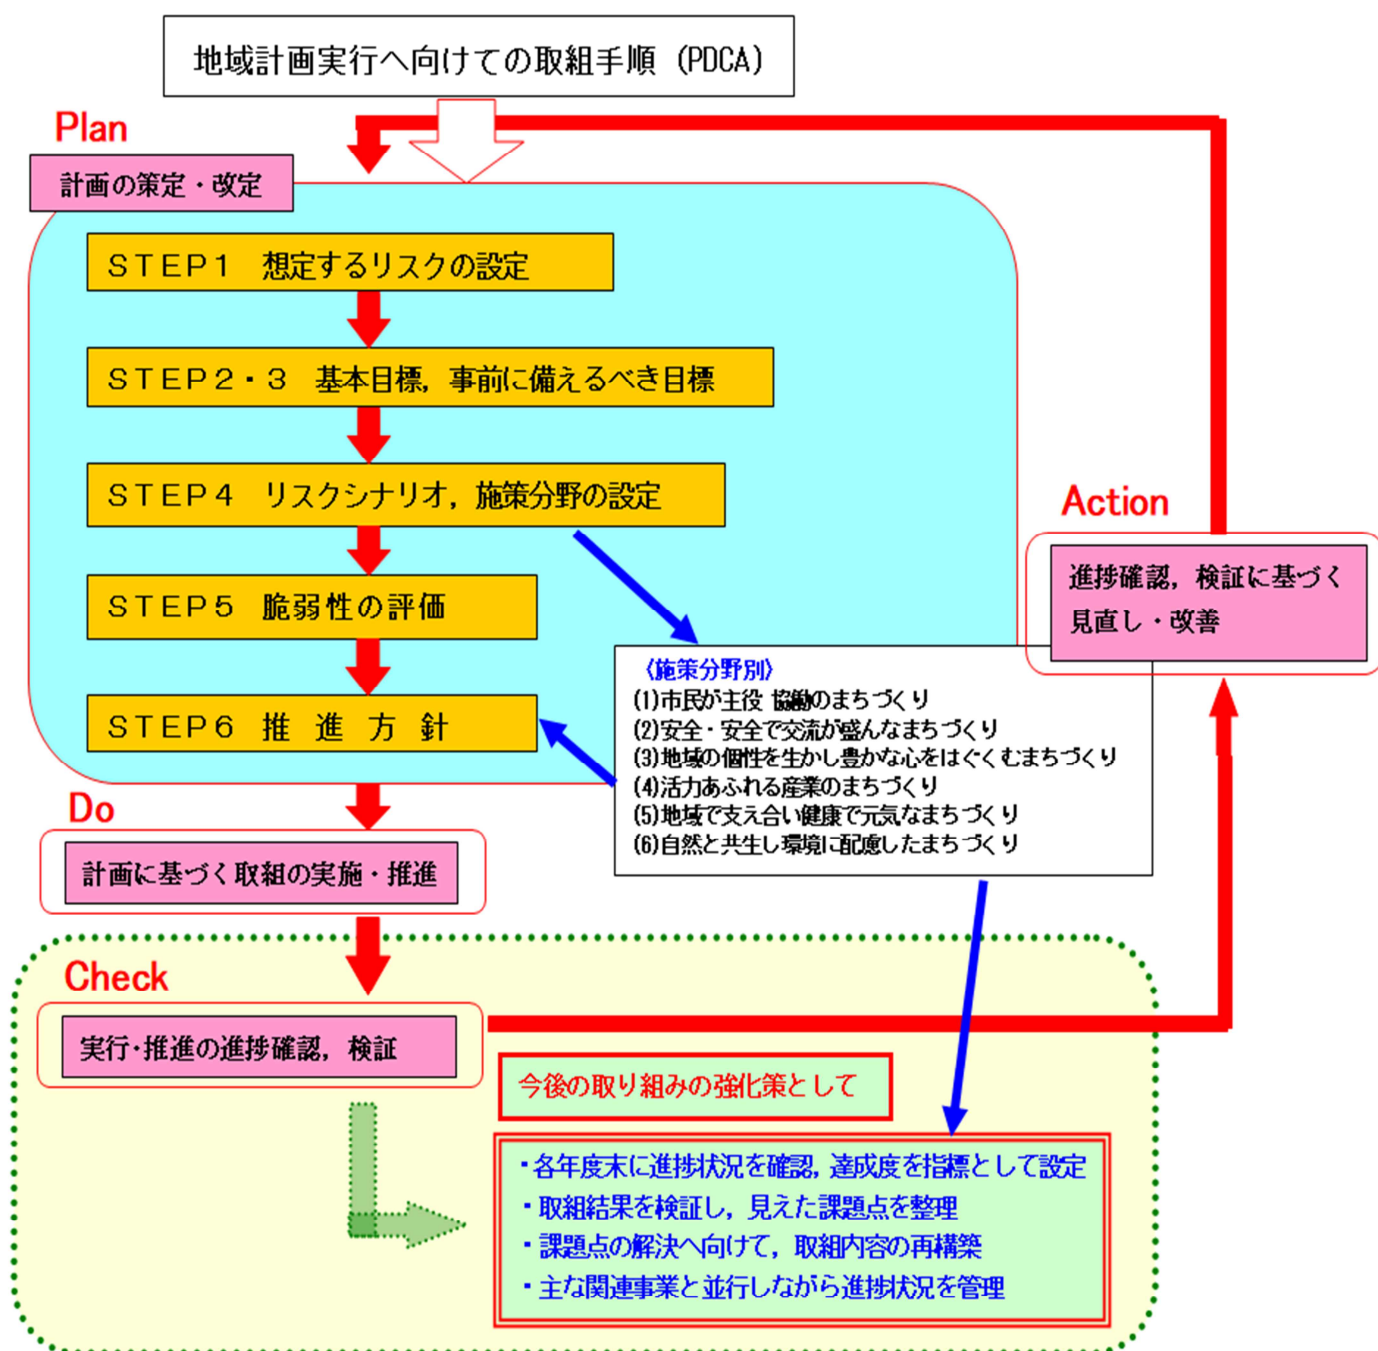 地域計画実行へ向けての取組手順（PDCA）
Plan
計画の策定・改定
ＳＴＥＰ１　想定するリスクの設定
ＳＴＥＰ２・３　基本目標，事前に備えるべき目標
ＳＴＥＰ４　リスクシナリオ，施策分野の設定
ＳＴＥＰ５　脆弱性の評価
ＳＴＥＰ６　推　進　方　針
Action
進捗確認，検証に基づく
見直し・改善
〈施策分野別〉
(1)市民が主役 協働のまちづくり
(2)安全・安全で交流が盛んなまちづくり
(3)地域の個性を生かし豊かな心をはぐくむまちづくり
(4)活力あふれる産業のまちづくり
(5)地域で支え合い健康で元気なまちづくり
(6)自然と共生し環境に配慮したまちづくり
Do
計画に基づく取組の実施・推進
Check
実行・推進の進捗確認，検証
今後の取り組みの強化策として
・各年度末に進捗状況を確認，達成度を指標として設定
・取組結果を検証し，見えた課題点を整理
・課題点の解決へ向けて，取組内容の再構築
・主な関連事業と並行しながら進捗状況を管理